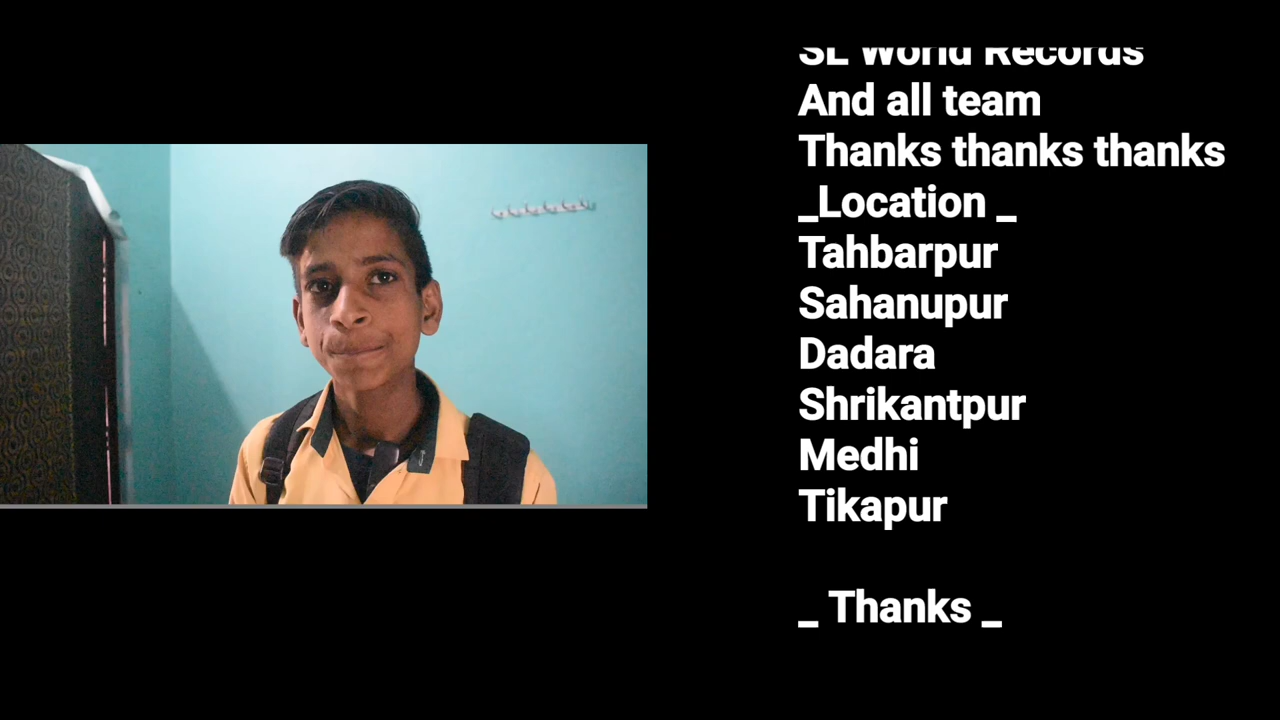 SL World Records
And all team
Thanks thanks thanks
_Location _
Tahbarpur
Sahanupur
Dadara
Shrikantpur
Medhi
Tikapur
_ Thanks _